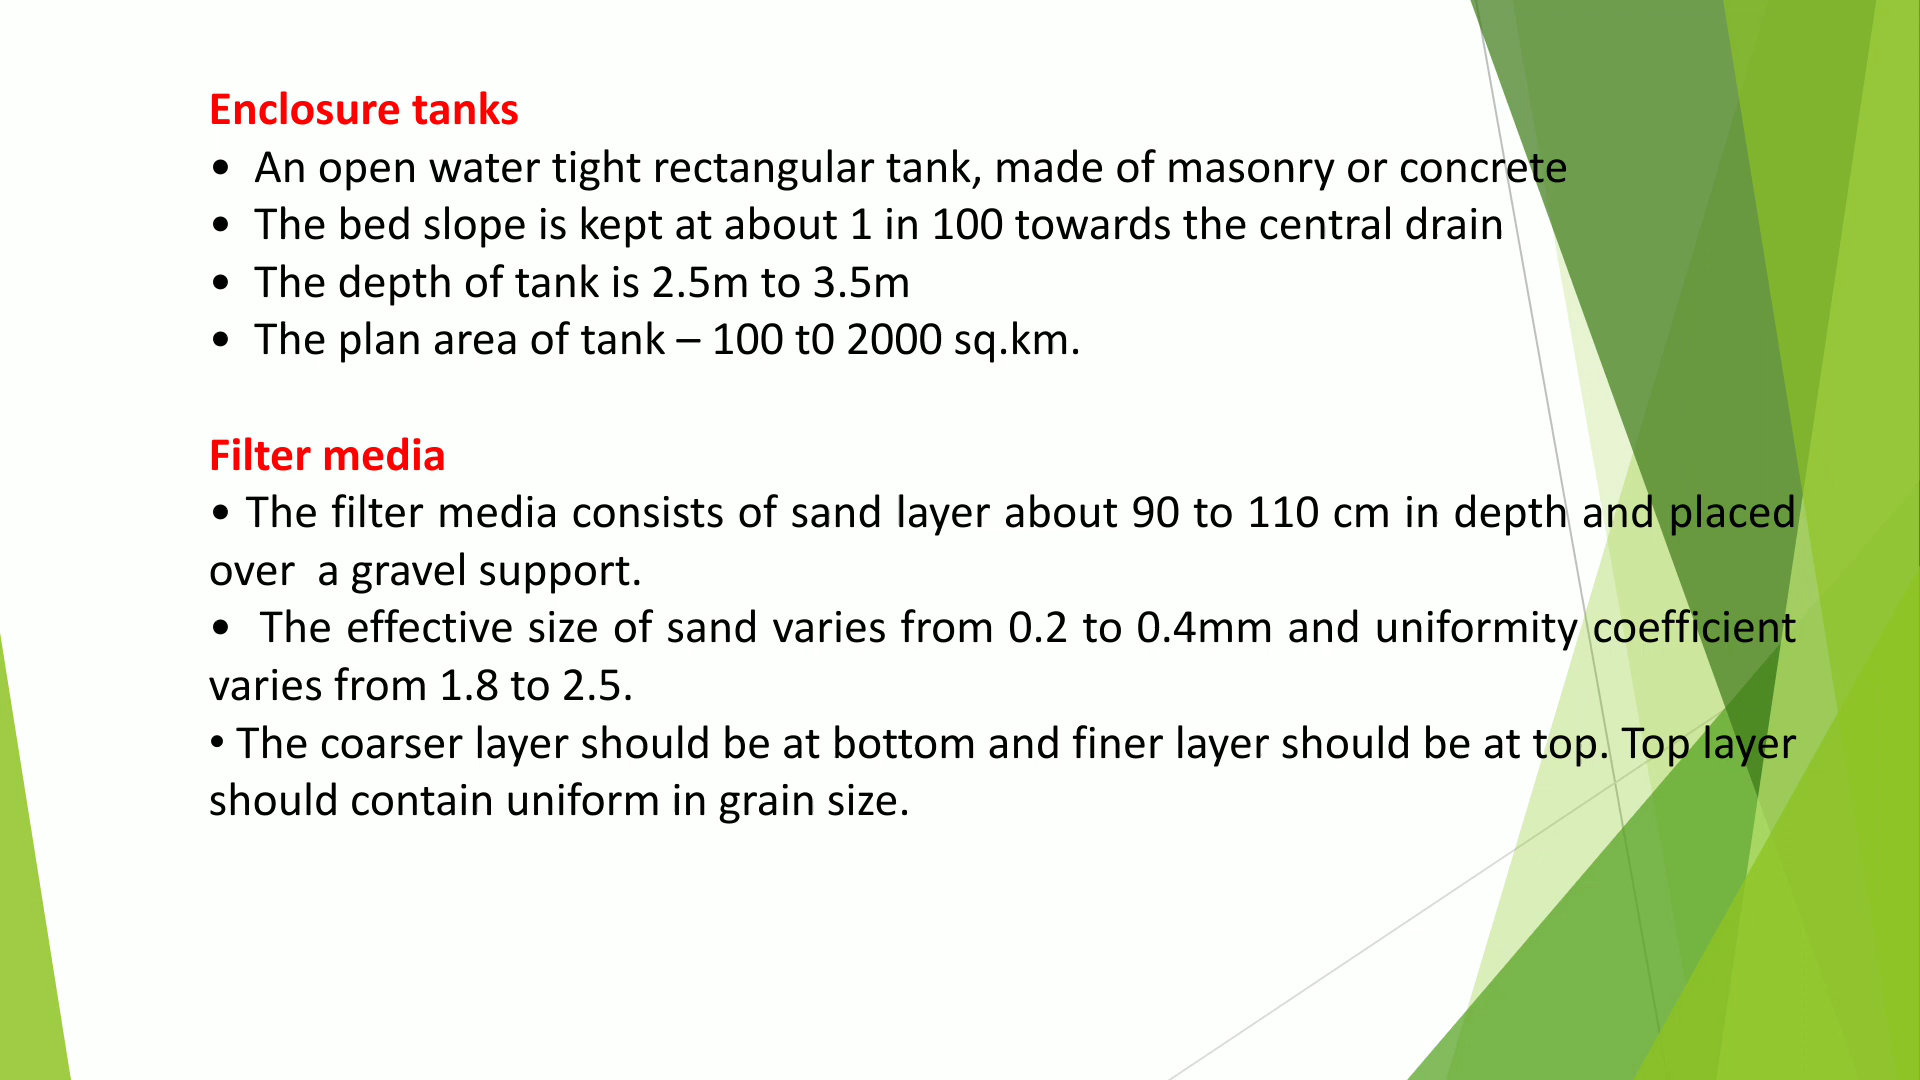 Enclosure tanks
• An open water tight rectangular tank, made of masonry or concrete
• The bed slope is kept at about 1 in 100 towards the central drain
• The depth of tank is 2.5m to 3.5m
• The plan area of tank – 100 t0 2000 sq.km.
Filter media
• The filter media consists of sand layer about 90 to 110 cm in depth and placed
over a gravel support.
• The effective size of sand varies from 0.2 to 0.4mm and uniformity coefficient
varies from 1.8 to 2.5.
• The coarser layer should be at bottom and finer layer should be at top. Top layer
should contain uniform in grain size.